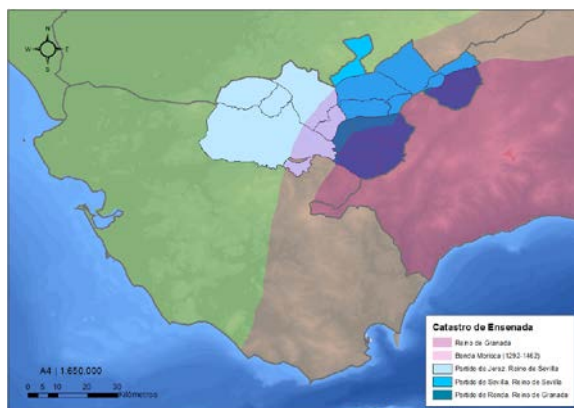 N
W T
S
A4 | 1:650.000
0 5 10 20 30
Kilómetros
Catastro de Ensenada
Reino de Granada
Banda Morisca (1292-1462)
Partido de Jerez. Reino de Sevilla
Partido de Sevilla. Reino de Sevilla
Partido de Ronda. Reino de Granada